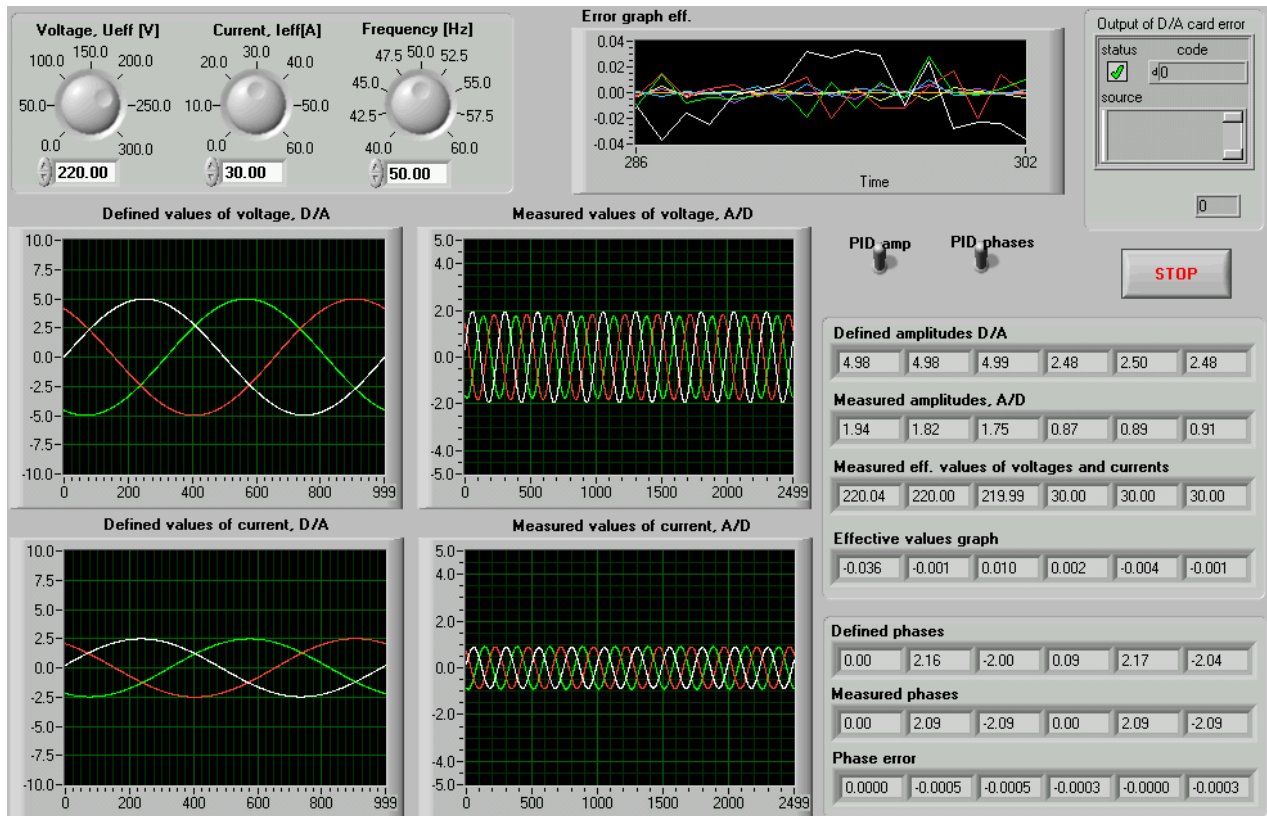 Voltage, Ueff [V]
100.0 150.0 200.0
50.0 250.0
0.0 300.0
220.00
Current, Ieff[A]
20.0 30.0 40.0
10.0 50.0
0.0 60.0
30.00
Frequency [Hz]
47.5 50.0 52.5
45.0 55.0
42.5 57.5
40.0 60.0
50.00
Error graph eff.
0.04
0.02
0.00
-0.02
-0.04
286 302
Time
Output of D/A card error
status code
d0
source
0
Defined values of voltage, D/A
10.0
7.5
5.0
2.5
0.0
-2.5
-5.0
-7.5
-10.0
0 200 400 600 800 999
Measured values of voltage, A/D
5.0
4.0
2.0
0.0
-2.0
-4.0
-5.0
0 500 1000 1500 2000 2499
PID amp PID phases
STOP
Defined values of current, D/A
10.0
7.5
5.0
2.5
0.0
-2.5
-5.0
-7.5
-10.0
0 200 400 600 800 999
Measured values of current, A/D
5.0
4.0
2.0
0.0
-2.0
-4.0
-5.0
0 500 1000 1500 2000 2499
Defined amplitudes D/A
4.98 4.98 4.99 2.48 2.50 2.48
Measured amplitudes, A/D
1.94 1.82 1.75 0.87 0.89 0.91
Measured eff. values of voltages and currents
220.04 220.00 219.99 30.00 30.00 30.00
Effective values graph
-0.036 -0.001 0.010 0.002 -0.004 -0.001
Defined phases
0.00 2.16 -2.00 0.09 2.17 -2.04
Measured phases
0.00 2.09 -2.09 0.00 2.09 -2.09
Phase error
0.0000 -0.0005 -0.0005 -0.0003 -0.0000 -0.0003